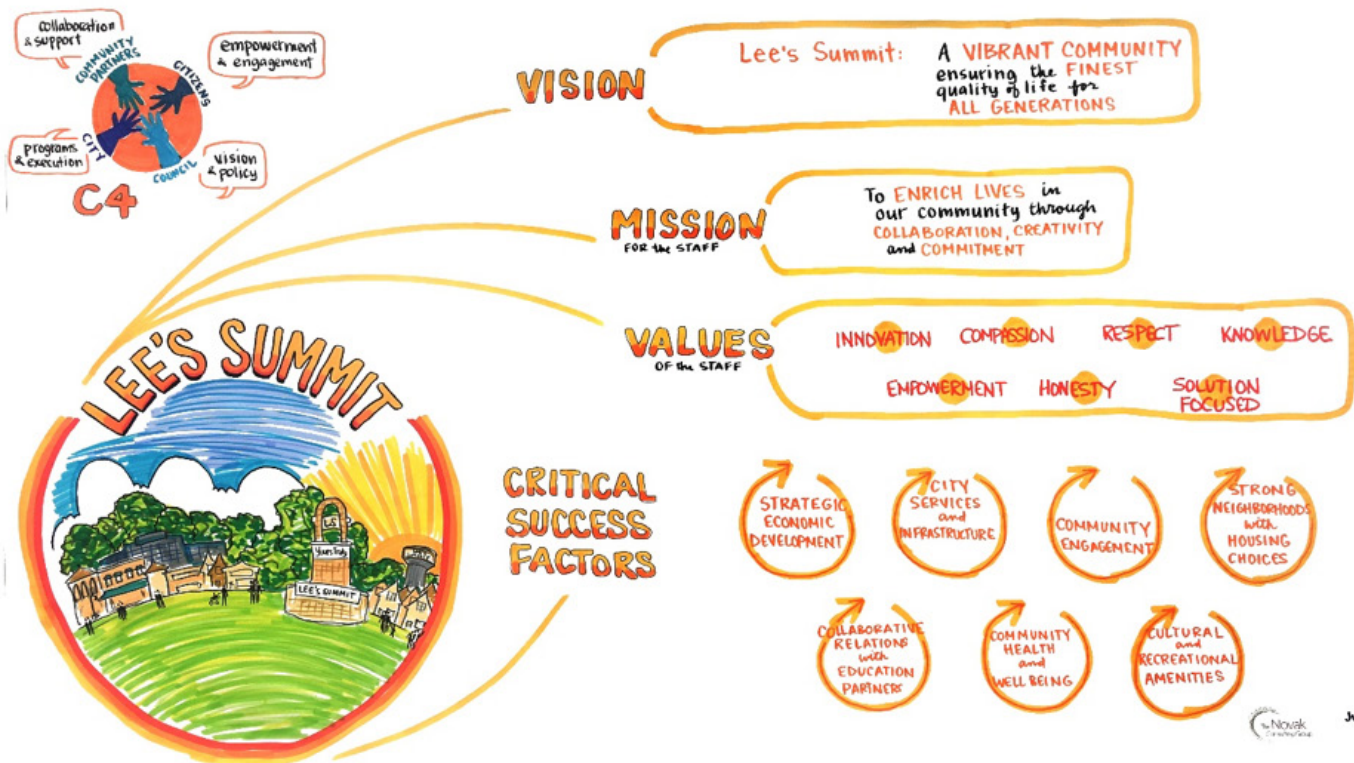 collaboration
& support
COMMUNITY
PARTNERS
CITIZENS
empowerment
& engagement
programs
& execution
CITY
COUNCIL
vision
& policy
C4
VISION
Lee's Summit: A VIBRANT COMMUNITY
ensuring the FINEST
quality of life for
ALL GENERATIONS
MISSION
FOR the STAFF
To ENRICH LIVES in
our community through
COLLABORATION, CREATIVITY
and COMMITMENT
VALUES
OF the STAFF
INNOVATION COMPASSION RESPECT KNOWLEDGE
EMPOWERMENT HONESTY SOLUTION
FOCUSED
LEE'S SUMMIT
LS
Yours Truly
LEE'S SUMMIT
CRITICAL
SUCCESS
FACTORS
STRATEGIC
ECONOMIC
DEVELOPMENT
CITY
SERVICES
and
INFRASTRUCTURE
COMMUNITY
ENGAGEMENT
STRONG
NEIGHBORHOODS
with
HOUSING
CHOICES
COLLABORATIVE
RELATIONS
with
EDUCATION
PARTNERS
COMMUNITY
HEALTH
and
WELL BEING
CULTURAL
and
RECREATIONAL
AMENITIES
the Novak